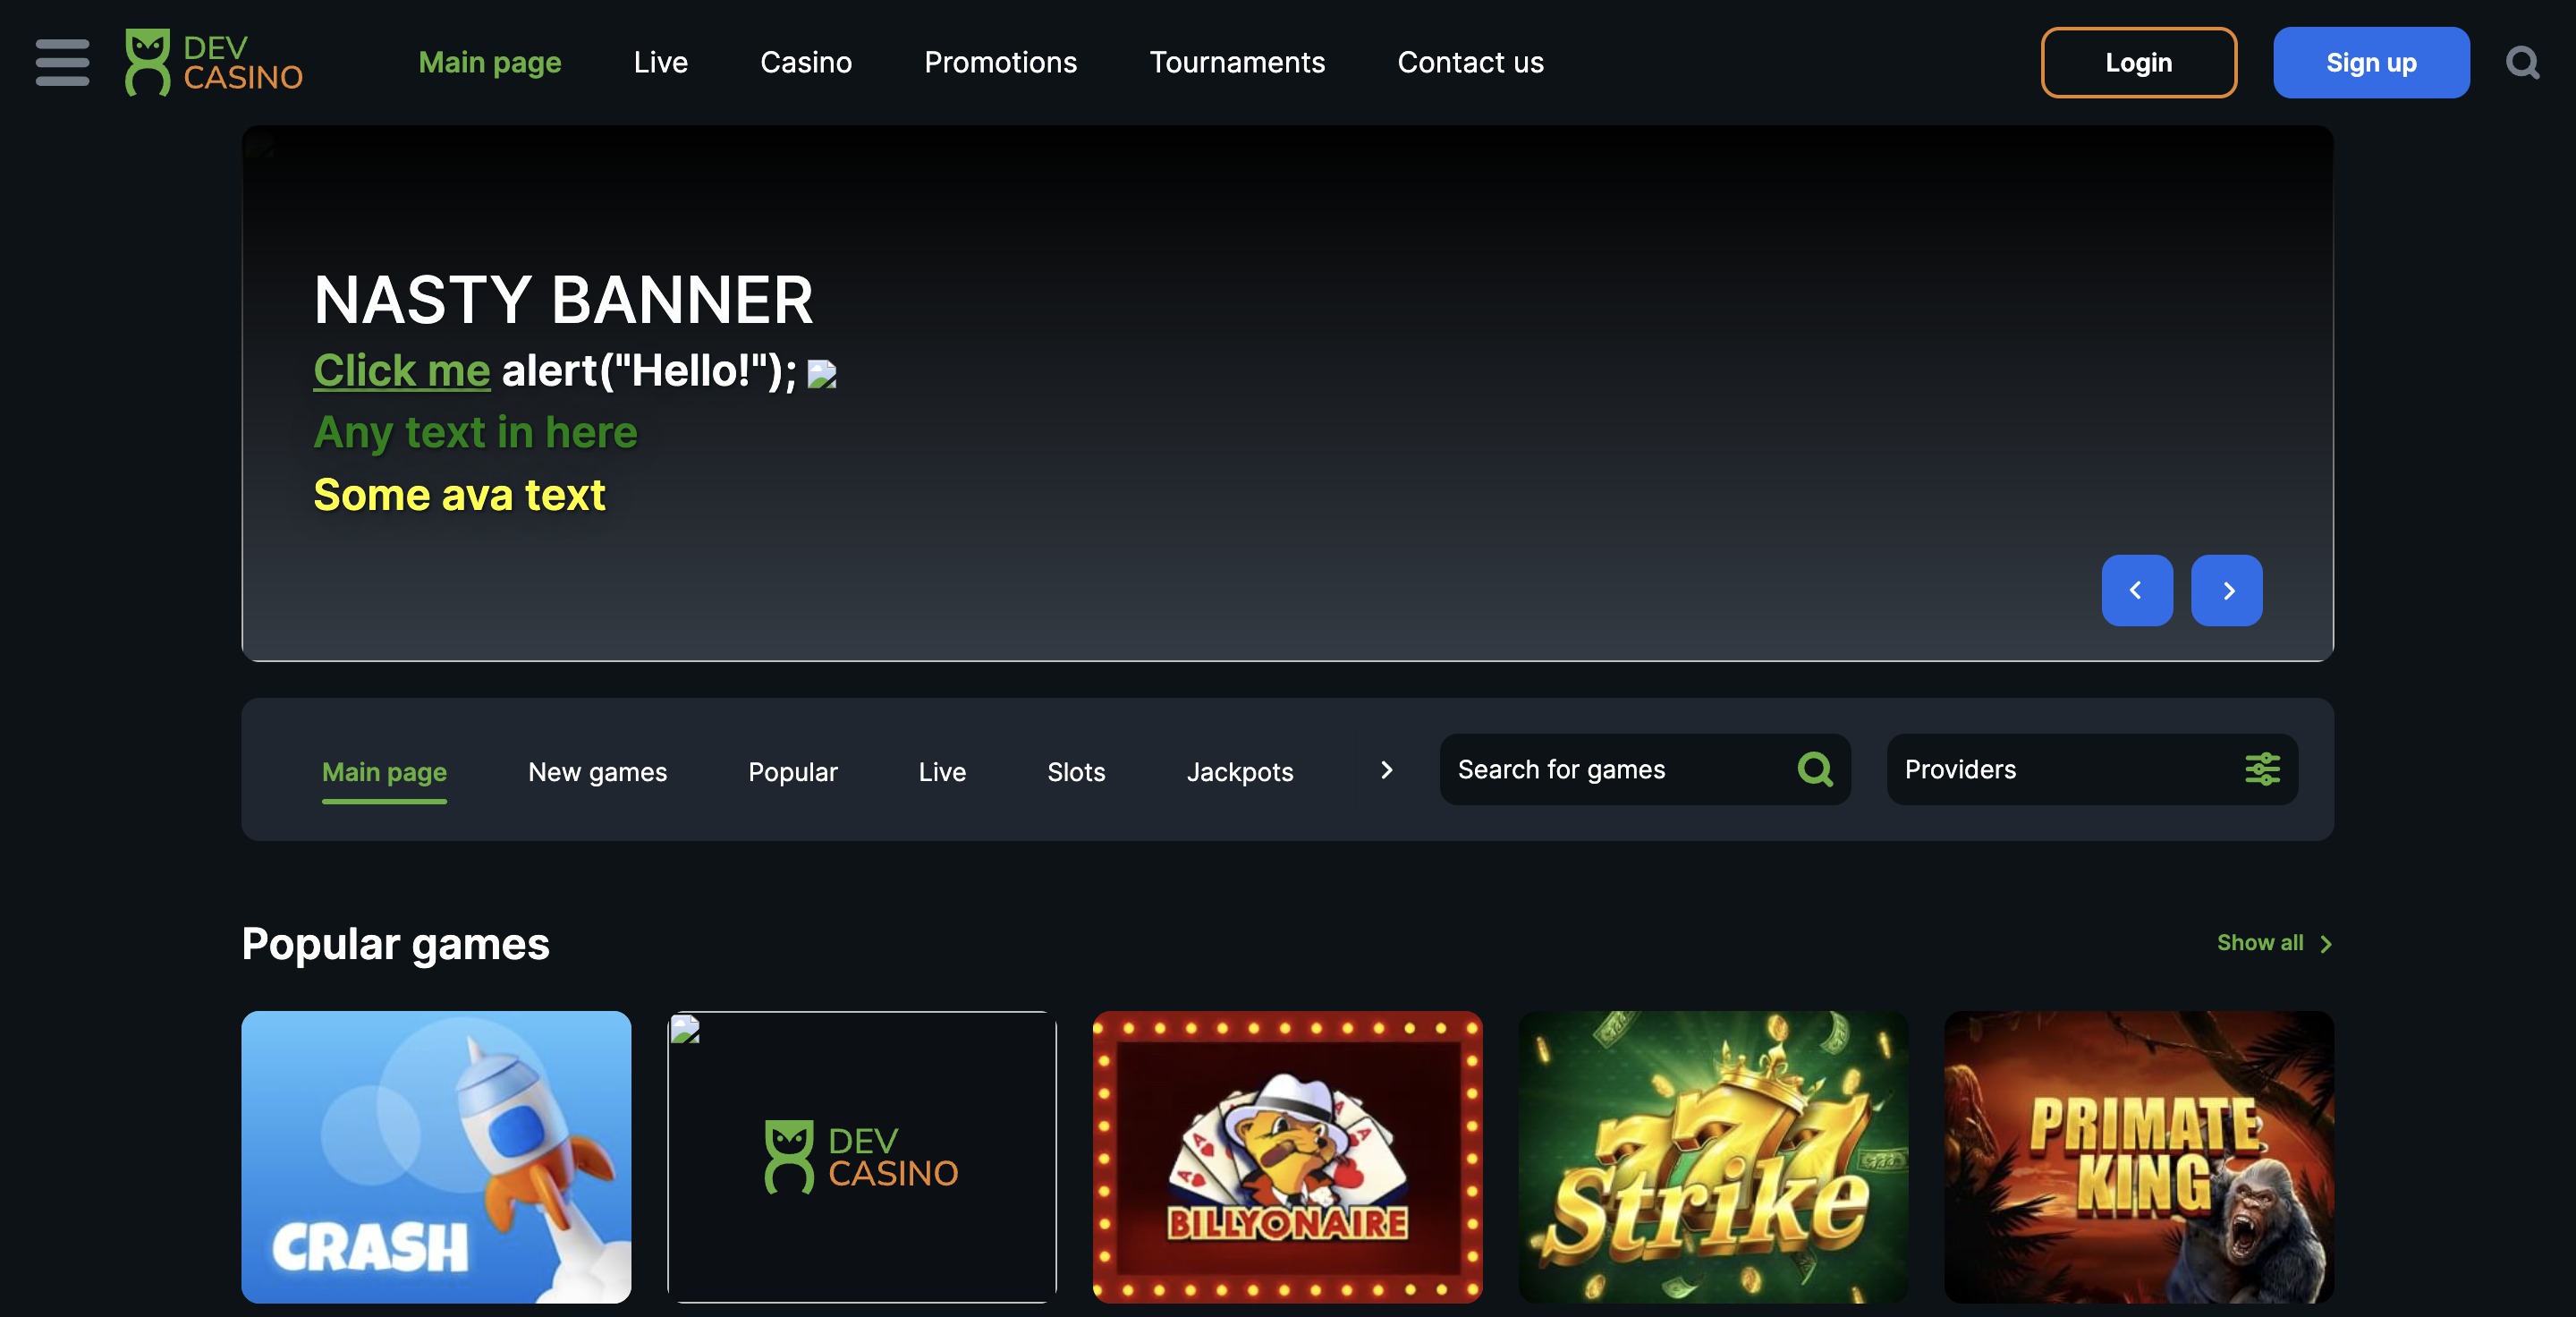 DEV
CASINO
Main page
Live
Casino
Promotions
Tournaments
Contact us
Login
Sign up
NASTY BANNER
Click me alert("Hello!");
Any text in here
Some ava text
Main page
New games
Popular
Live
Slots
Jackpots
Search for games
Providers
Popular games
Show all
CRASH
DEV
CASINO
A
A
A
A
BILLYONAIRE
777
Strike
PRIMATE
KING